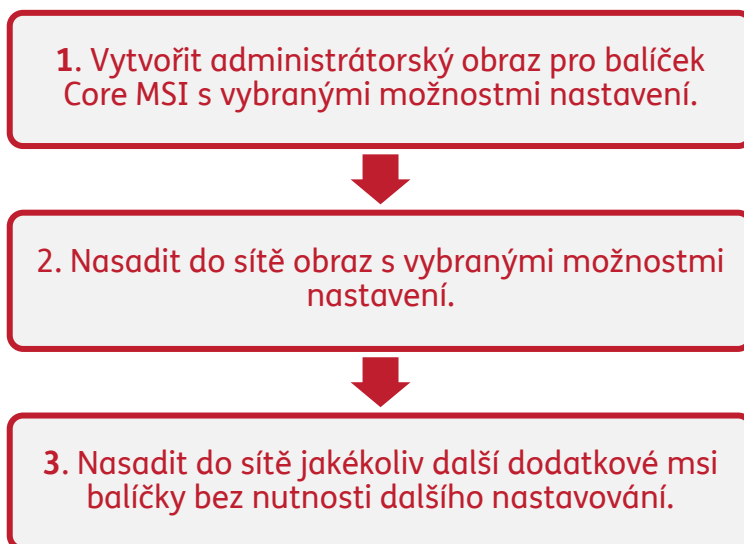 1. Vytvořit administrátorský obraz pro balíček
Core MSI s vybranými možnostmi nastavení.
2. Nasadit do sítě obraz s vybranými možnostmi
nastavení.
3. Nasadit do sítě jakékoliv další dodatkové msi
balíčky bez nutnosti dalšího nastavování.